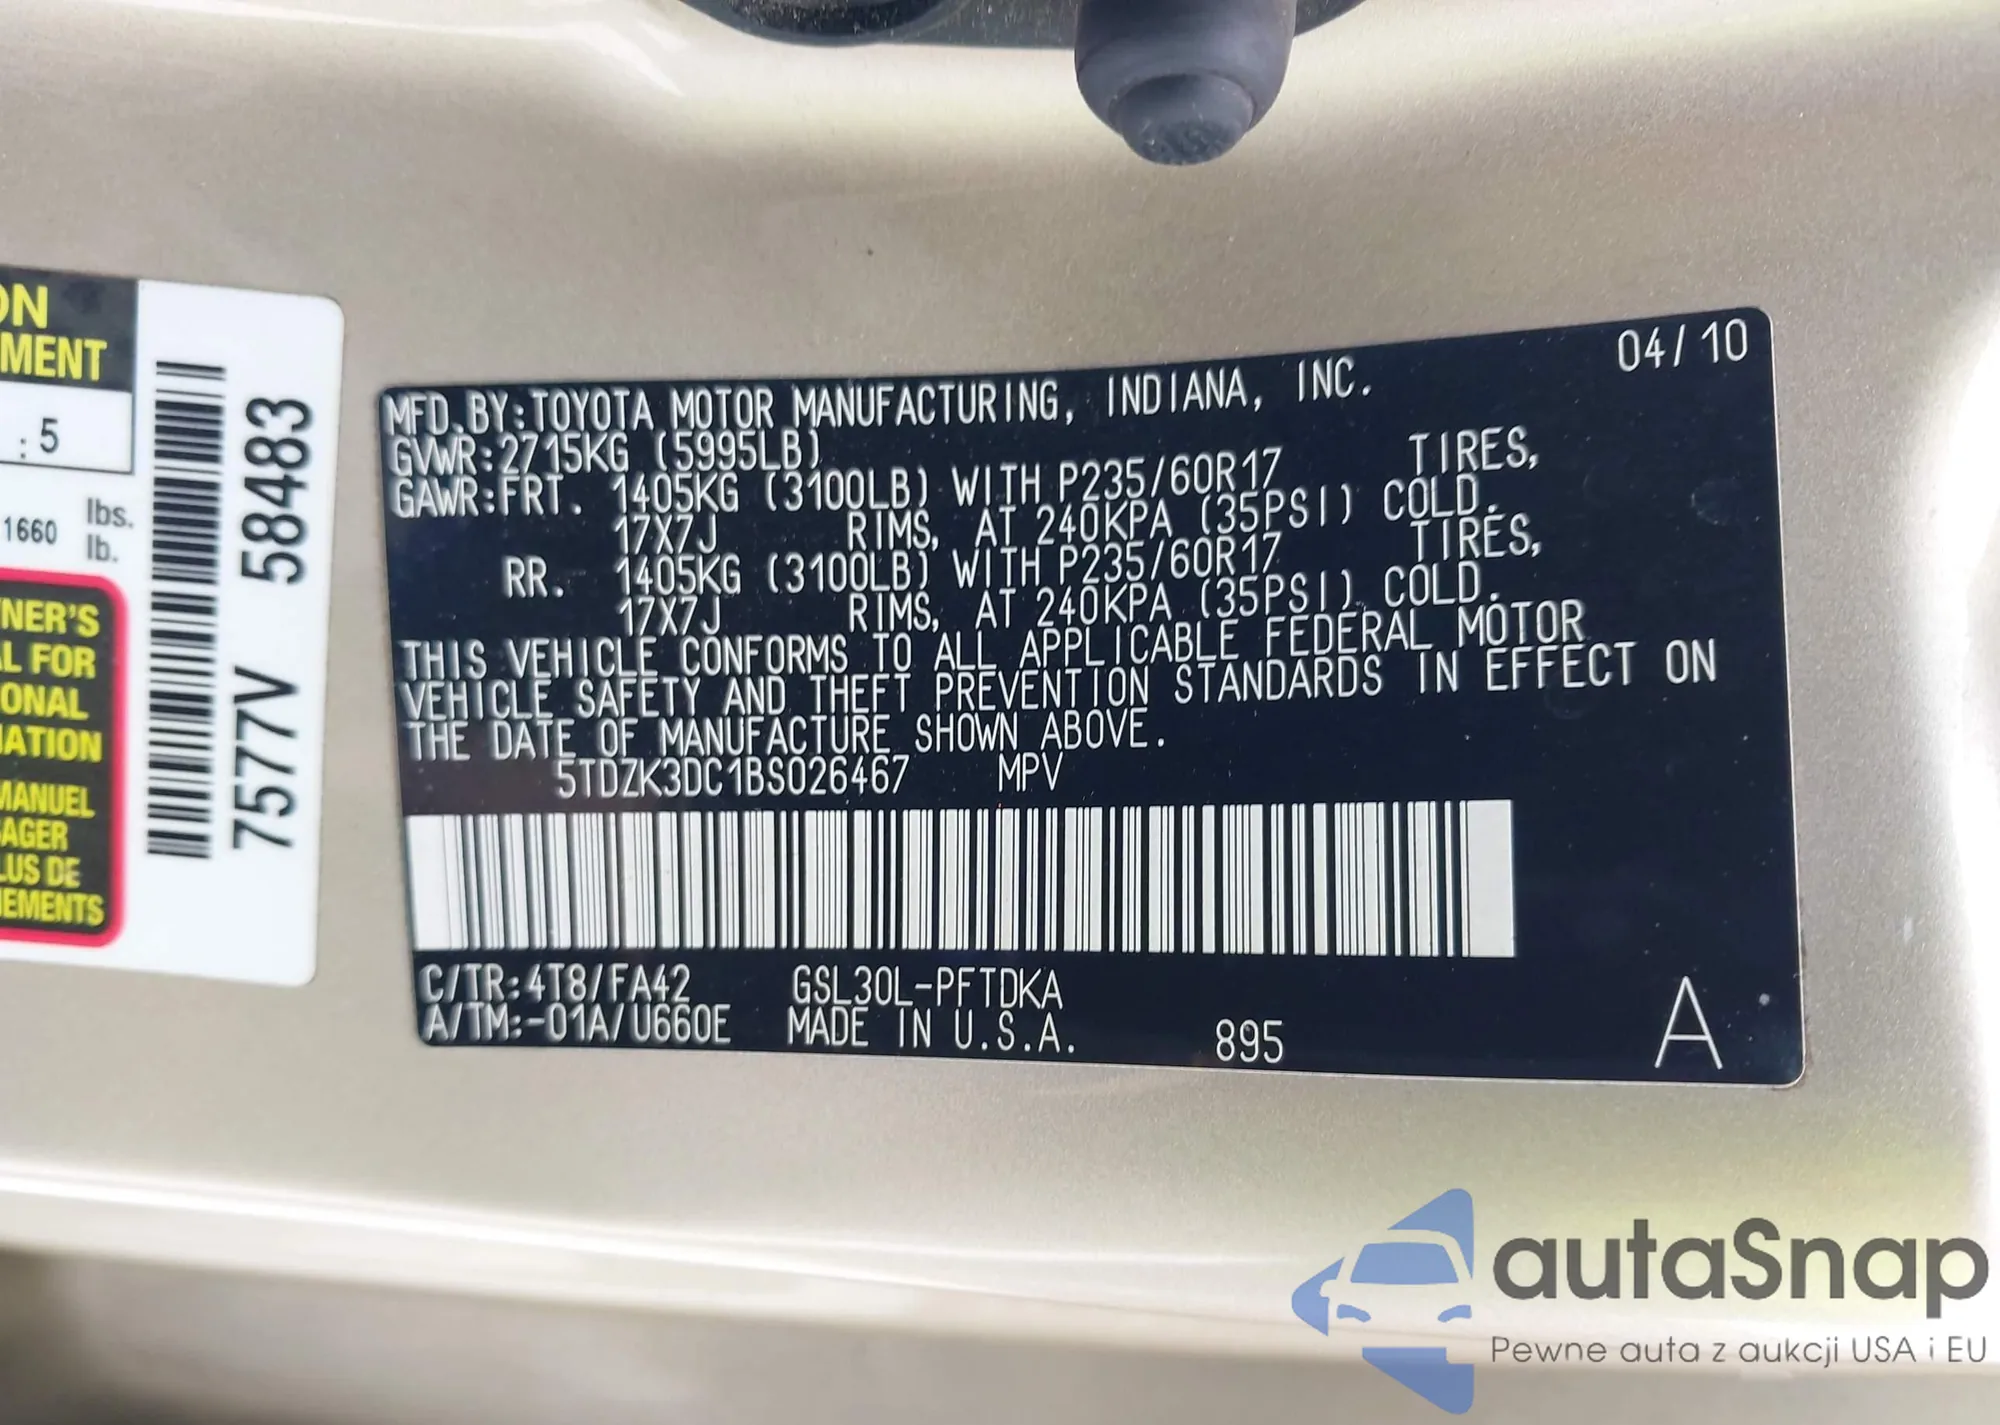 ON
MENT
: 5
1660 lbs.
lb.
NER'S
L FOR
ONAL
ATION
MANUEL
AGER
LUS DE
EMENTS
7577V 58483
04/10
MFD.BY:TOYOTA MOTOR MANUFACTURING, INDIANA, INC.
GVWR:2715KG (5995LB)
GAWR:FRT. 1405KG (3100LB) WITH P235/60R17 TIRES,
17X7J RIMS, AT 240KPA (35PSI) COLD.
RR. 1405KG (3100LB) WITH P235/60R17 TIRES,
17X7J RIMS, AT 240KPA (35PSI) COLD.
THIS VEHICLE CONFORMS TO ALL APPLICABLE FEDERAL MOTOR
VEHICLE SAFETY AND THEFT PREVENTION STANDARDS IN EFFECT ON
THE DATE OF MANUFACTURE SHOWN ABOVE.
5TDZK3DC1BS026467 MPV
C/TR:4T8/FA42 GSL30L-PFTDKA
A/TM:-01A/U660E MADE IN U.S.A. 895 A
autaSnap
Pewne auta z aukcji USA i EU